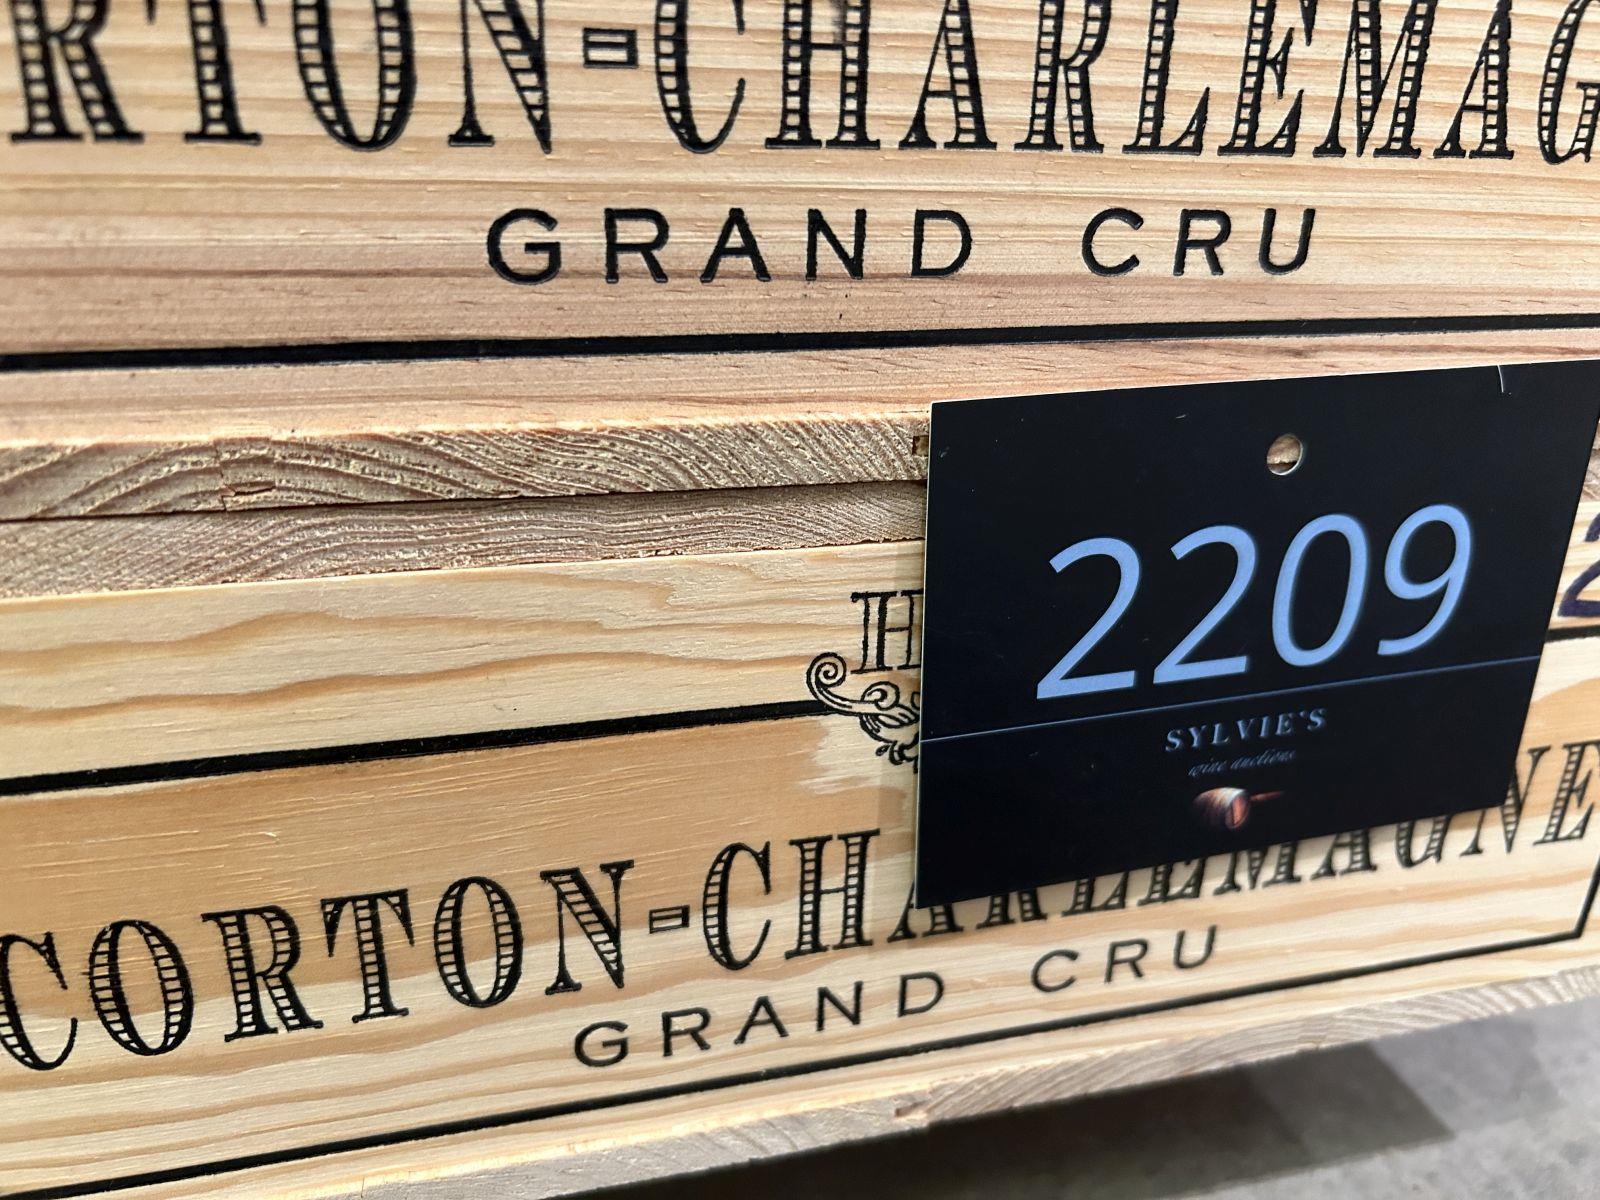 RTON-CHARLEMAG
GRAND CRU
2209
SYLVIE'S
wine auctions
CORTON-CHARLEMAGNE
GRAND CRU